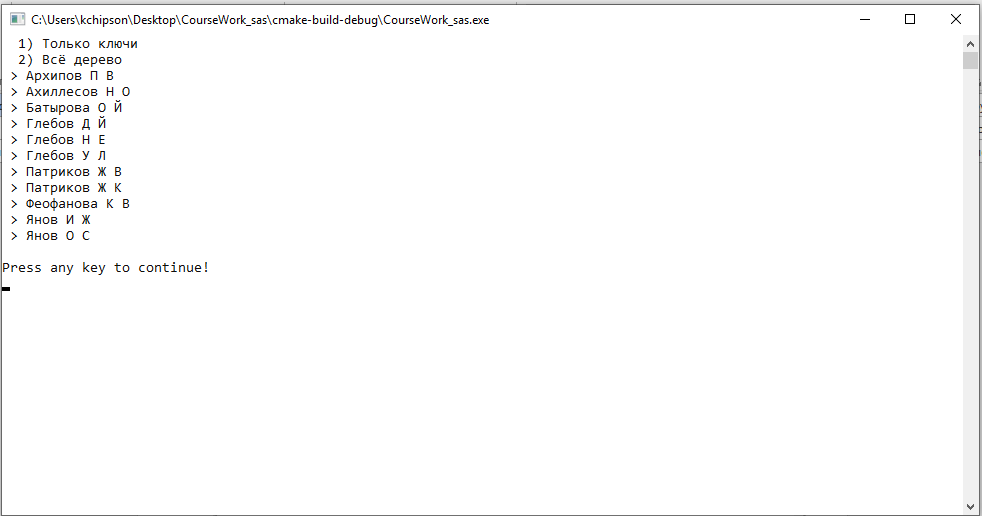 C:\Users\kchipson\Desktop\CourseWork_sas\cmake-build-debug\CourseWork_sas.exe
1) Только ключи
2) Всё дерево
> Архипов П В
> Ахиллесов Н О
> Батырова О Й
> Глебов Д Й
> Глебов Н Е
> Глебов У Л
> Патриков Ж В
> Патриков Ж К
> Феофанова К В
> Янов И Ж
> Янов О С
Press any key to continue!